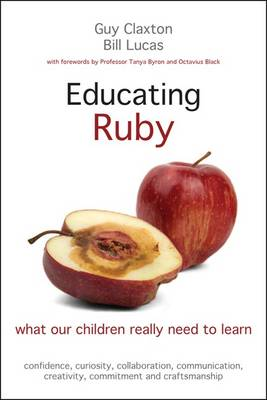 Guy Claxton
Bill Lucas
with forewords by Professor Tanya Byron and Octavius Black
Educating
Ruby
what our children really need to learn
confidence, curiosity, collaboration, communication,
creativity, commitment and craftsmanship